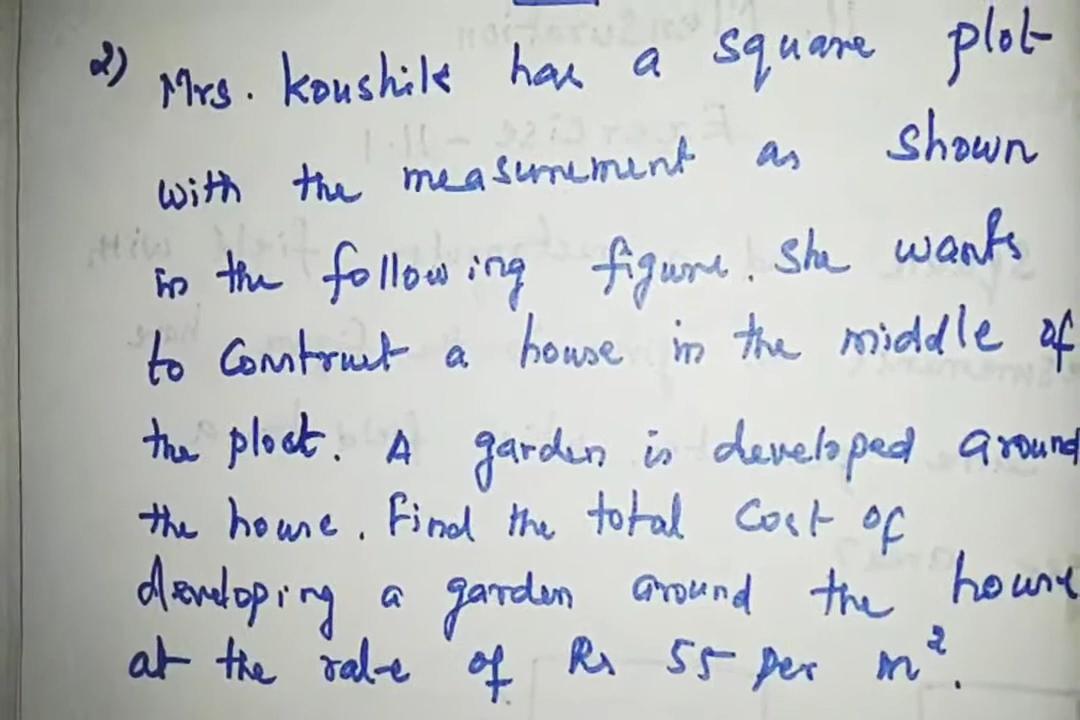 2) Mrs. Koushik has a square plot
with the measurement as shown
in the following figure. She wants
to construct a house in the middle of
the ploct. A garden is developed around
the house. Find the total cost of
developing a garden around the house
at the rate of Rs 55 per m².